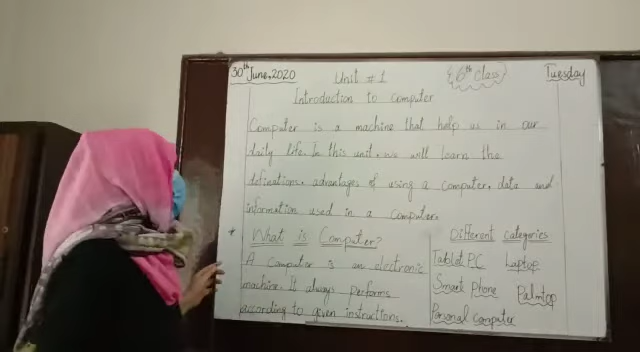 30th June, 2020 Unit # 1 {6th Class} Tuesday
Introduction to Computer
Computer is a machine that help us in our
daily life. In this unit, we will learn the
definations, advantages of using a computer, data and
information used in a computer.
* What is Computer?
A Computer is an electronic
machine. It always performs
according to given instructions.
Different Categories
Tablet PC Laptop
Smart Phone Palmtop
Personal Computer